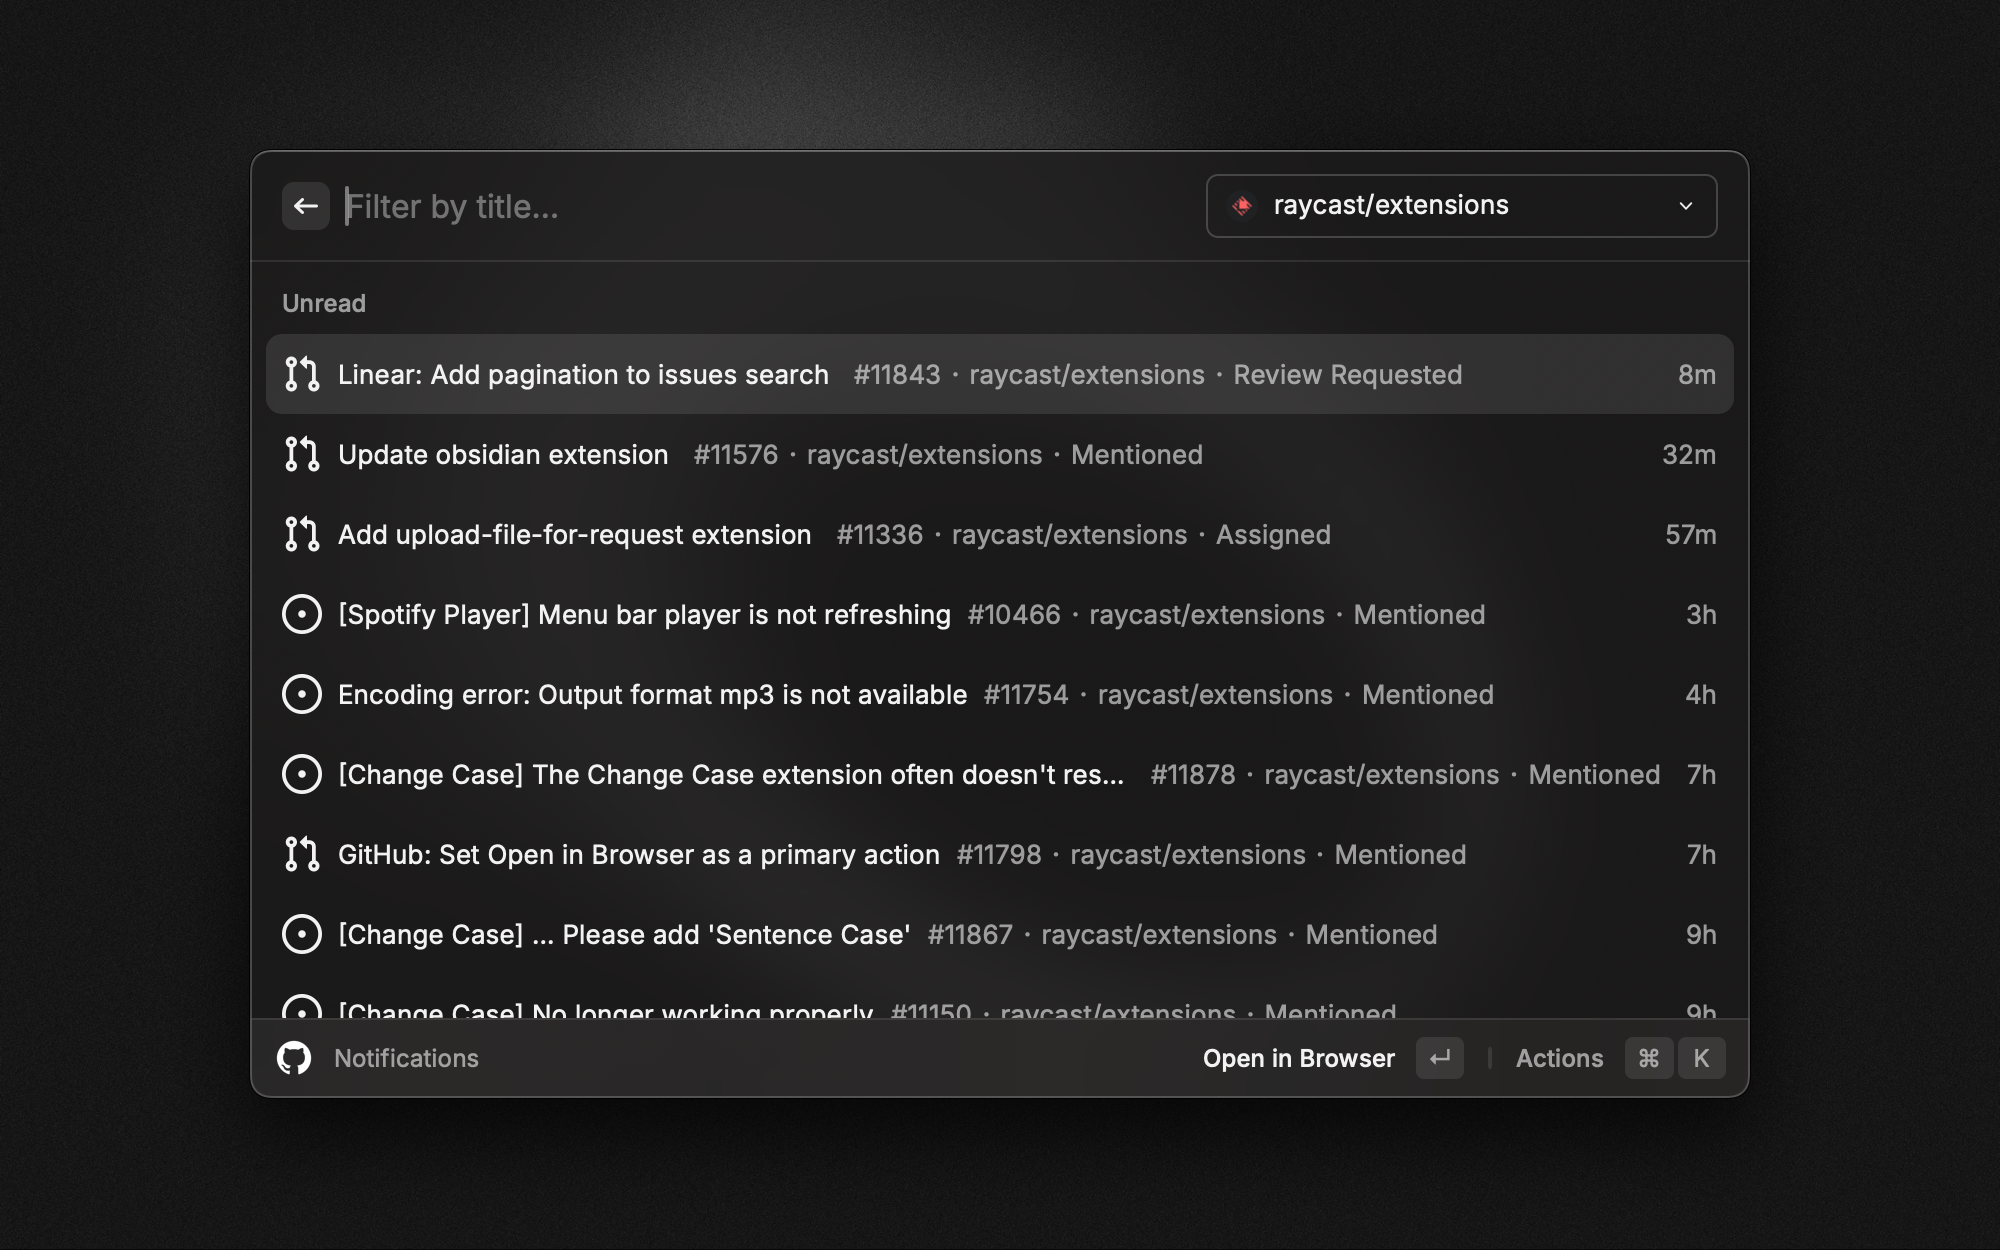 Filter by title...
raycast/extensions
Unread
Linear: Add pagination to issues search #11843 · raycast/extensions · Review Requested 8m
Update obsidian extension #11576 · raycast/extensions · Mentioned 32m
Add upload-file-for-request extension #11336 · raycast/extensions · Assigned 57m
[Spotify Player] Menu bar player is not refreshing #10466 · raycast/extensions · Mentioned 3h
Encoding error: Output format mp3 is not available #11754 · raycast/extensions · Mentioned 4h
[Change Case] The Change Case extension often doesn't res... #11878 · raycast/extensions · Mentioned 7h
GitHub: Set Open in Browser as a primary action #11798 · raycast/extensions · Mentioned 7h
[Change Case] ... Please add 'Sentence Case' #11867 · raycast/extensions · Mentioned 9h
[Change Case] No longer working properly #11150 · raycast/extensions · Mentioned 9h
Notifications Open in Browser ↵ Actions ⌘ K